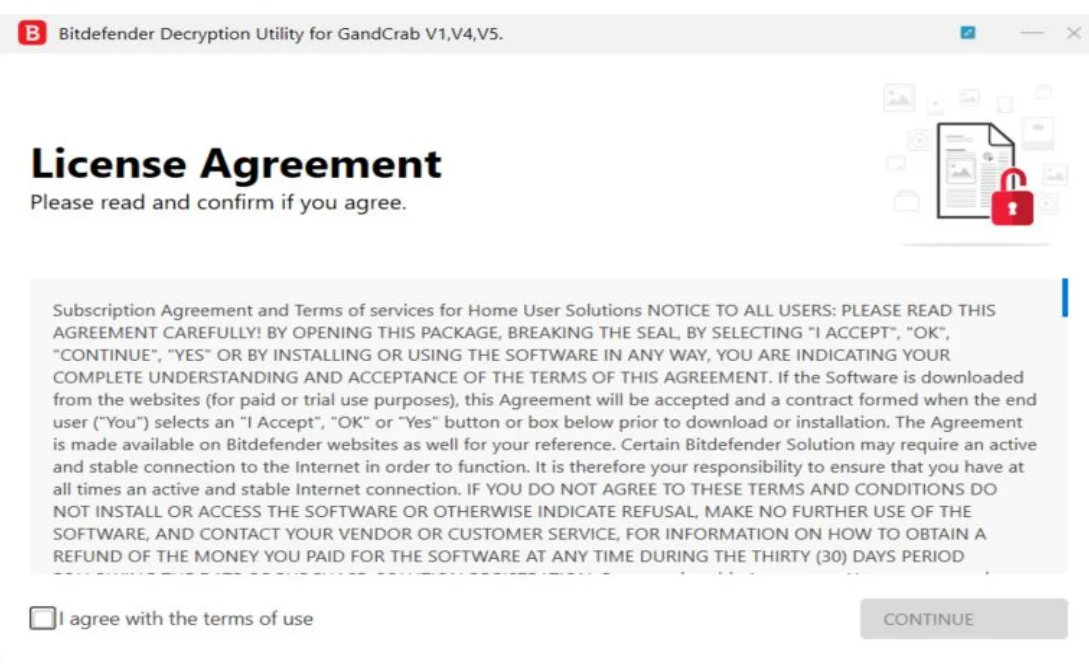 B Bitdefender Decryption Utility for GandCrab V1,V4,V5.
License Agreement
Please read and confirm if you agree.
Subscription Agreement and Terms of services for Home User Solutions NOTICE TO ALL USERS: PLEASE READ THIS
AGREEMENT CAREFULLY! BY OPENING THIS PACKAGE, BREAKING THE SEAL, BY SELECTING "I ACCEPT", "OK",
"CONTINUE", "YES" OR BY INSTALLING OR USING THE SOFTWARE IN ANY WAY, YOU ARE INDICATING YOUR
COMPLETE UNDERSTANDING AND ACCEPTANCE OF THE TERMS OF THIS AGREEMENT. If the Software is downloaded
from the websites (for paid or trial use purposes), this Agreement will be accepted and a contract formed when the end
user ("You") selects an "I Accept", "OK" or "Yes" button or box below prior to download or installation. The Agreement
is made available on Bitdefender websites as well for your reference. Certain Bitdefender Solution may require an active
and stable connection to the Internet in order to function. It is therefore your responsibility to ensure that you have at
all times an active and stable Internet connection. IF YOU DO NOT AGREE TO THESE TERMS AND CONDITIONS DO
NOT INSTALL OR ACCESS THE SOFTWARE OR OTHERWISE INDICATE REFUSAL, MAKE NO FURTHER USE OF THE
SOFTWARE, AND CONTACT YOUR VENDOR OR CUSTOMER SERVICE, FOR INFORMATION ON HOW TO OBTAIN A
REFUND OF THE MONEY YOU PAID FOR THE SOFTWARE AT ANY TIME DURING THE THIRTY (30) DAYS PERIOD
I agree with the terms of use
CONTINUE